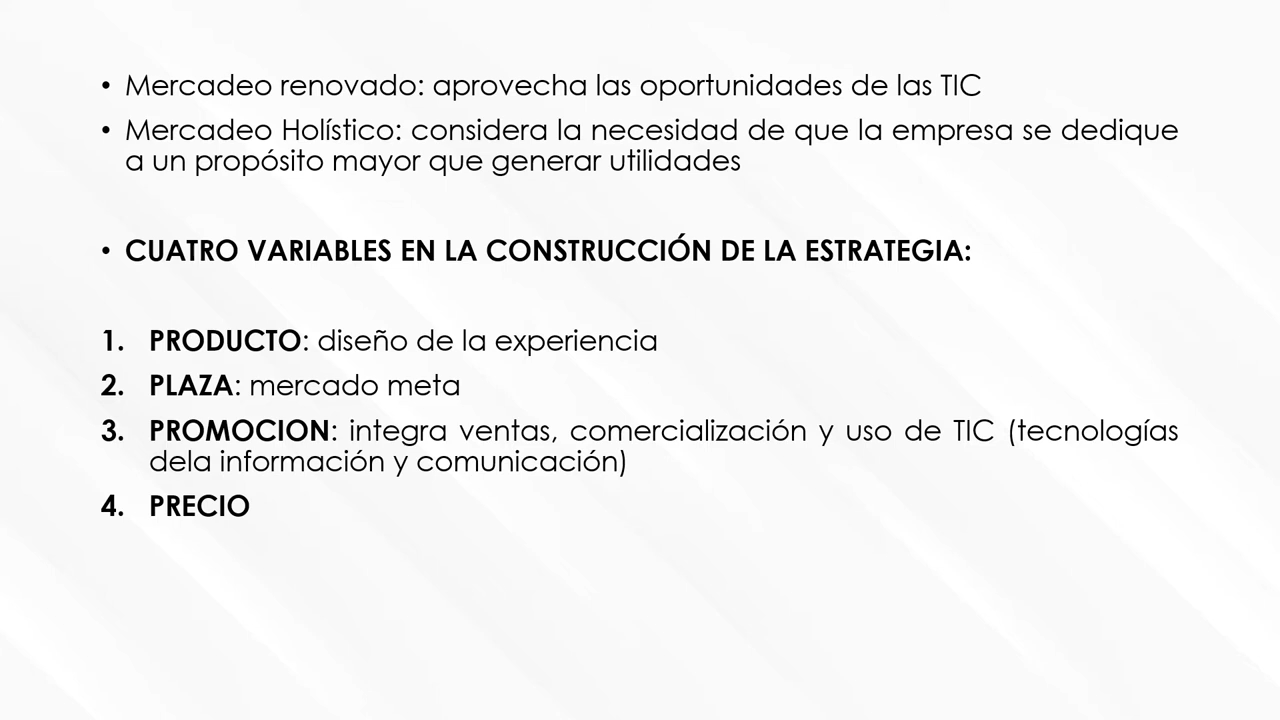 • Mercadeo renovado: aprovecha las oportunidades de las TIC
• Mercadeo Holístico: considera la necesidad de que la empresa se dedique
a un propósito mayor que generar utilidades
• CUATRO VARIABLES EN LA CONSTRUCCIÓN DE LA ESTRATEGIA:
1. PRODUCTO: diseño de la experiencia
2. PLAZA: mercado meta
3. PROMOCION: integra ventas, comercialización y uso de TIC (tecnologías
dela información y comunicación)
4. PRECIO